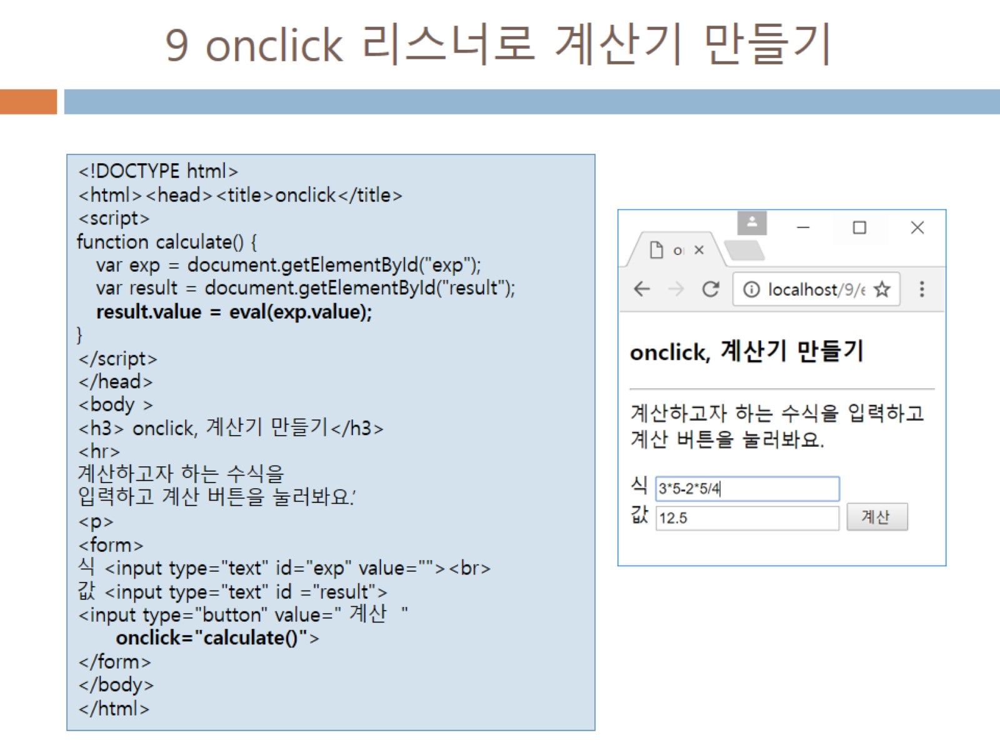 9 onclick 리스너로 계산기 만들기
<!DOCTYPE html>
<html><head><title>onclick</title>
<script>
function calculate() {
var exp = document.getElementById("exp");
var result = document.getElementById("result");
result.value = eval(exp.value);
}
</script>
</head>
<body >
<h3> onclick, 계산기 만들기</h3>
<hr>
계산하고자 하는 수식을
입력하고 계산 버튼을 눌러봐요.’
<p>
<form>
식 <input type="text" id="exp" value=""><br>
값 <input type="text" id ="result">
<input type="button" value=" 계산  "
onclick="calculate()">
</form>
</body>
</html>
localhost/9/
onclick, 계산기 만들기
계산하고자 하는 수식을 입력하고
계산 버튼을 눌러봐요.
식 3*5-2*5/4
값 12.5 계산